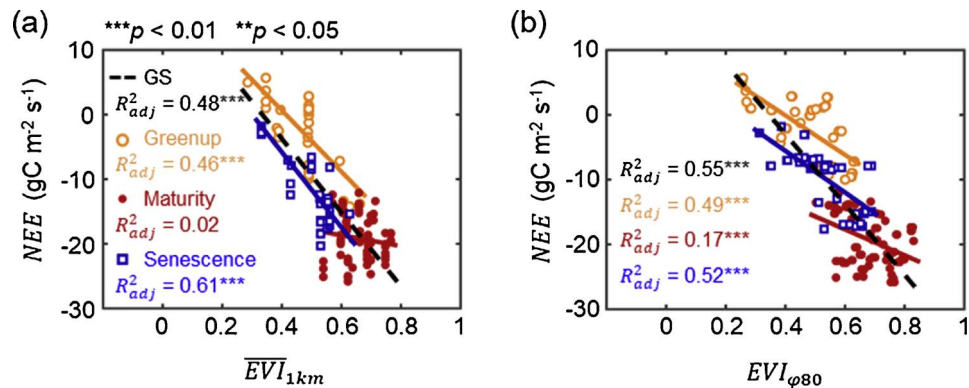 (a) ***p < 0.01 **p < 0.05 (b)
NEE (gC m⁻² s⁻¹)
10
0
-10
-20
-30
GS
R²adj = 0.48***
Greenup
R²adj = 0.46***
Maturity
R²adj = 0.02
Senescence
R²adj = 0.61***
0 0.2 0.4 0.6 0.8 1
EVI̅1km
NEE (gC m⁻² s⁻¹)
10
0
-10
-20
-30
R²adj = 0.55***
R²adj = 0.49***
R²adj = 0.17***
R²adj = 0.52***
0 0.2 0.4 0.6 0.8 1
EVIφ80